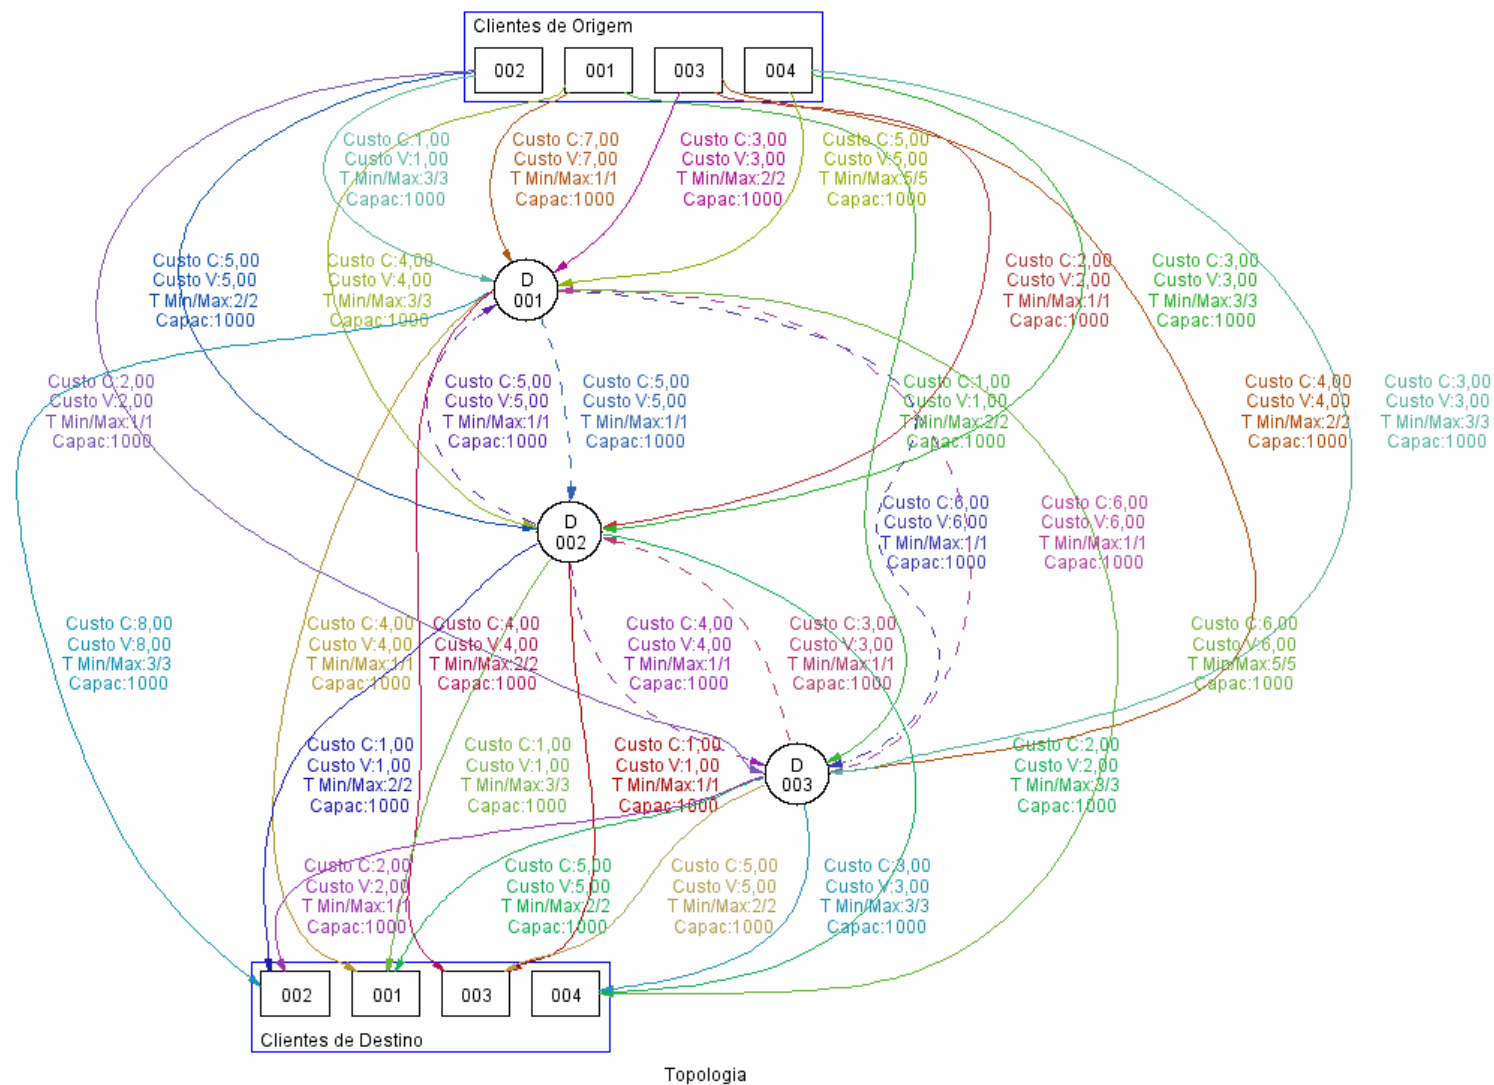 Clientes de Origem
002
001
003
004
Custo C:1,00
Custo V:1,00
T Min/Max:3/3
Capac:1000
Custo C:7,00
Custo V:7,00
T Min/Max:1/1
Capac:1000
Custo C:3,00
Custo V:3,00
T Min/Max:2/2
Capac:1000
Custo C:5,00
Custo V:5,00
T Min/Max:5/5
Capac:1000
Custo C:5,00
Custo V:5,00
T Min/Max:2/2
Capac:1000
Custo C:4,00
Custo V:4,00
T Min/Max:3/3
Capac:1000
D
001
Custo C:2,00
Custo V:2,00
T Min/Max:1/1
Capac:1000
Custo C:3,00
Custo V:3,00
T Min/Max:3/3
Capac:1000
Custo C:2,00
Custo V:2,00
T Min/Max:1/1
Capac:1000
Custo C:5,00
Custo V:5,00
T Min/Max:1/1
Capac:1000
Custo C:5,00
Custo V:5,00
T Min/Max:1/1
Capac:1000
Custo C:1,00
Custo V:1,00
T Min/Max:2/2
Capac:1000
Custo C:4,00
Custo V:4,00
T Min/Max:2/2
Capac:1000
Custo C:3,00
Custo V:3,00
T Min/Max:3/3
Capac:1000
D
002
Custo C:6,00
Custo V:6,00
T Min/Max:1/1
Capac:1000
Custo C:6,00
Custo V:6,00
T Min/Max:1/1
Capac:1000
Custo C:8,00
Custo V:8,00
T Min/Max:3/3
Capac:1000
Custo C:4,00
Custo V:4,00
T Min/Max:1/1
Capac:1000
Custo C:4,00
Custo V:4,00
T Min/Max:2/2
Capac:1000
Custo C:4,00
Custo V:4,00
T Min/Max:1/1
Capac:1000
Custo C:3,00
Custo V:3,00
T Min/Max:1/1
Capac:1000
Custo C:6,00
Custo V:6,00
T Min/Max:5/5
Capac:1000
Custo C:1,00
Custo V:1,00
T Min/Max:2/2
Capac:1000
Custo C:1,00
Custo V:1,00
T Min/Max:3/3
Capac:1000
Custo C:1,00
Custo V:1,00
T Min/Max:1/1
Capac:1000
D
003
Custo C:2,00
Custo V:2,00
T Min/Max:3/3
Capac:1000
Custo C:2,00
Custo V:2,00
T Min/Max:1/1
Capac:1000
Custo C:5,00
Custo V:5,00
T Min/Max:2/2
Capac:1000
Custo C:5,00
Custo V:5,00
T Min/Max:2/2
Capac:1000
Custo C:3,00
Custo V:3,00
T Min/Max:3/3
Capac:1000
002
001
003
004
Clientes de Destino
Topologia